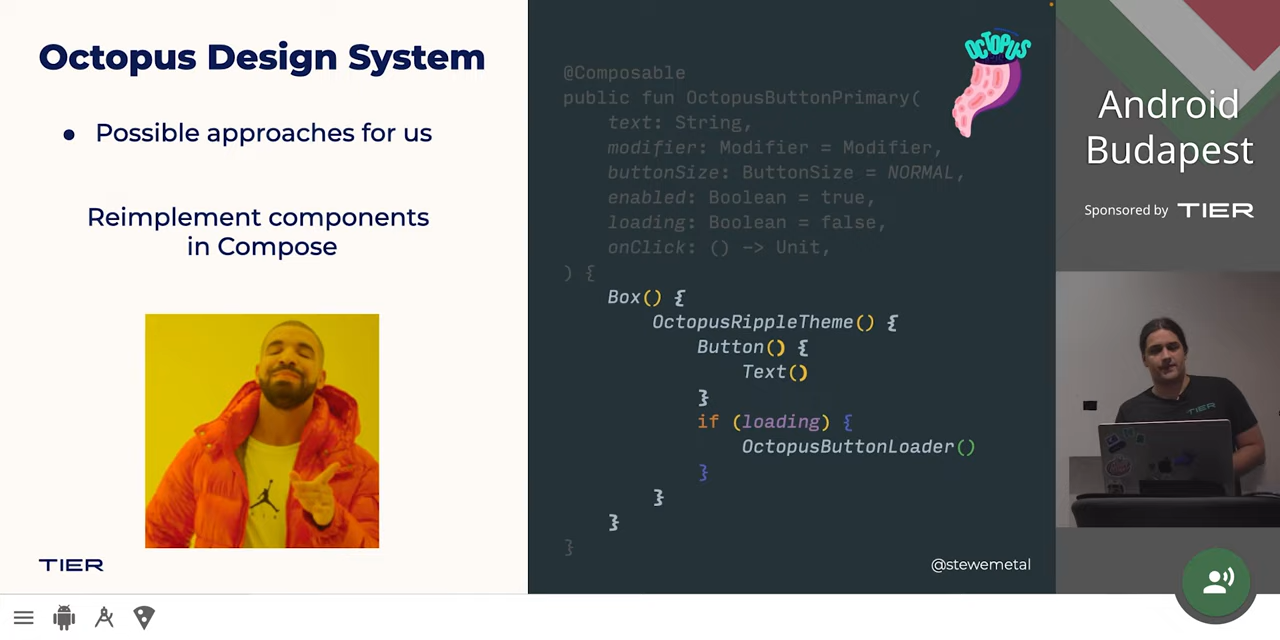 Octopus Design System
• Possible approaches for us
Reimplement components
in Compose
TIER
OCTOPUS
@Composable
public fun OctopusButtonPrimary(
text: String,
modifier: Modifier = Modifier,
buttonSize: ButtonSize = NORMAL,
enabled: Boolean = true,
loading: Boolean = false,
onClick: () -> Unit,
) {
Box() {
OctopusRippleTheme() {
Button() {
Text()
}
if (loading) {
OctopusButtonLoader()
}
}
}
}
@stewemetal
Android
Budapest
Sponsored by TIER
TIER